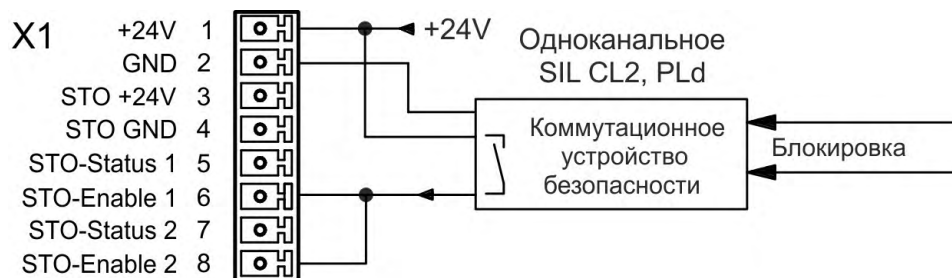 X1
+24V 1
GND 2
STO +24V 3
STO GND 4
STO-Status 1 5
STO-Enable 1 6
STO-Status 2 7
STO-Enable 2 8
+24V
Одноканальное
SIL CL2, PLd
Коммутационное
устройство
безопасности
Блокировка